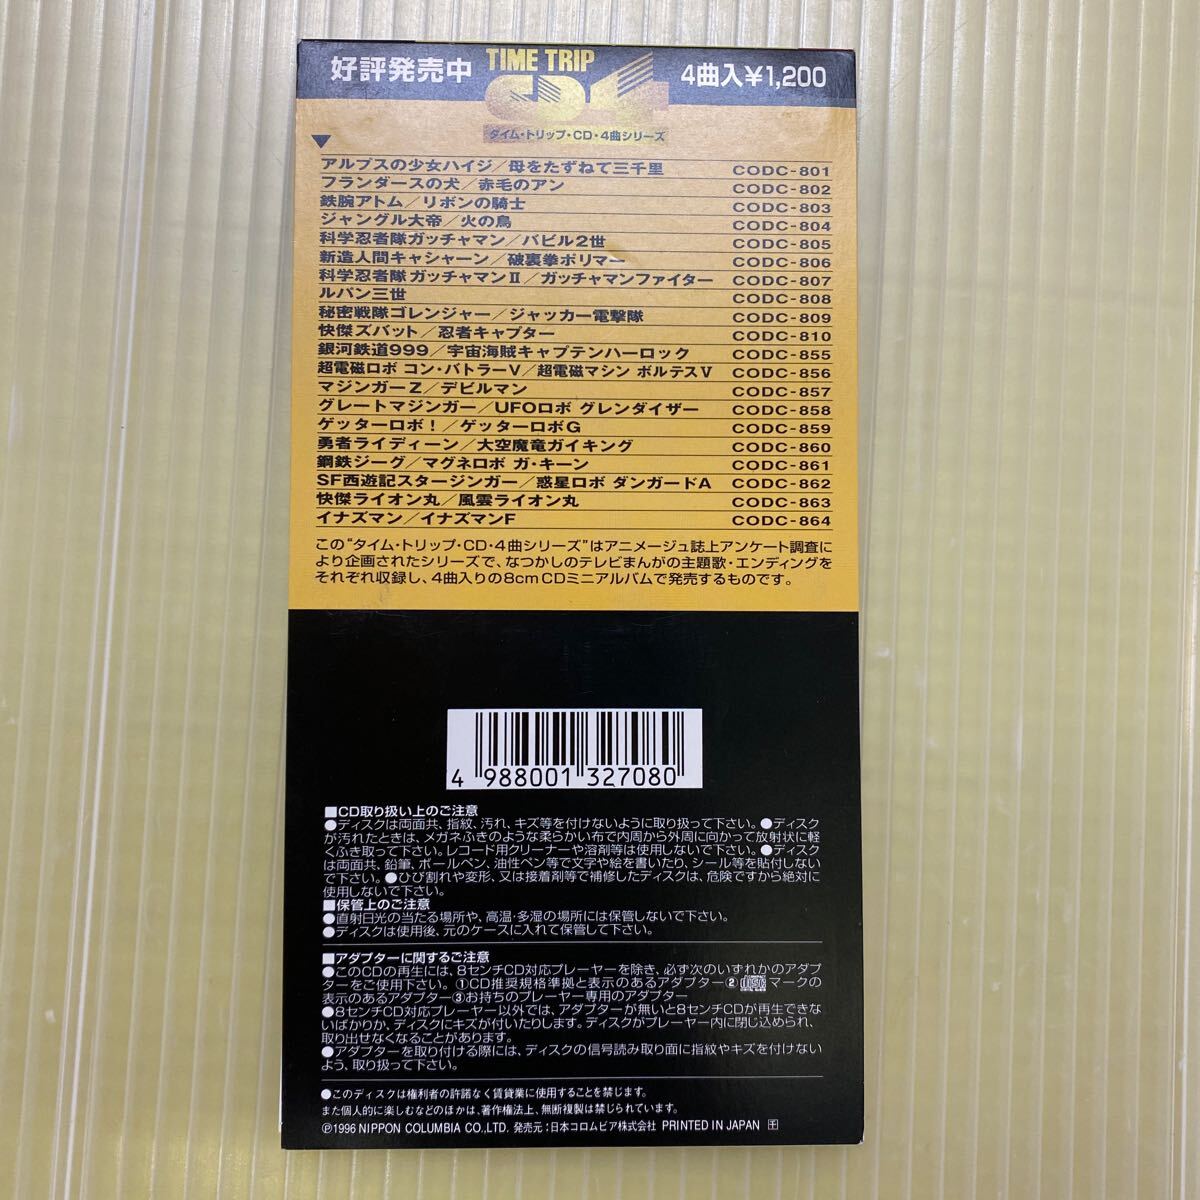 好評発売中
TIME TRIP
CD4
4曲入¥1,200
タイム・トリップ・CD・4曲シリーズ
アルプスの少女ハイジ／母をたずねて三千里 CODC-801
フランダースの犬／赤毛のアン CODC-802
鉄腕アトム／リボンの騎士 CODC-803
ジャングル大帝／火の鳥 CODC-804
科学忍者隊ガッチャマン／バビル2世 CODC-805
新造人間キャシャーン／破裏拳ポリマー CODC-806
科学忍者隊ガッチャマンⅡ／ガッチャマンファイター CODC-807
ルパン三世 CODC-808
秘密戦隊ゴレンジャー／ジャッカー電撃隊 CODC-809
快傑ズバット／忍者キャプター CODC-810
銀河鉄道999／宇宙海賊キャプテンハーロック CODC-855
超電磁ロボ コン・バトラーV／超電磁マシン ボルテスV CODC-856
マジンガーZ／デビルマン CODC-857
グレートマジンガー／UFOロボ グレンダイザー CODC-858
ゲッターロボ！／ゲッターロボG CODC-859
勇者ライディーン／大空魔竜ガイキング CODC-860
鋼鉄ジーグ／マグネロボ ガ・キーン CODC-861
SF西遊記スタージンガー／惑星ロボ ダンガードA CODC-862
快傑ライオン丸／風雲ライオン丸 CODC-863
イナズマン／イナズマンF CODC-864
この“タイム・トリップ・CD・4曲シリーズ”はアニメージュ誌上アンケート調査に
より企画されたシリーズで、なつかしのテレビまんがの主題歌・エンディングを
それぞれ収録し、4曲入りの8cmCDミニアルバムで発売するものです。
4 988001 327080
■CD取り扱い上のご注意
●ディスクは両面共、指紋、汚れ、キズ等を付けないように取り扱って下さい。●ディスク
が汚れたときは、メガネふきのような柔らかい布で内周から外周に向かって放射状に軽
くふき取って下さい。レコード用クリーナーや溶剤等は使用しないで下さい。●ディスク
は両面共、鉛筆、ボールペン、油性ペン等で文字や絵を書いたり、シール等を貼付しない
で下さい。●ひび割れや変形、又は接着剤等で補修したディスクは、危険ですから絶対に
使用しないで下さい。
■保管上のご注意
●直射日光の当たる場所や、高温・多湿の場所には保管しないで下さい。
●ディスクは使用後、元のケースに入れて保管して下さい。
■アダプターに関するご注意
●このCDの再生には、8センチCD対応プレーヤーを除き、必ず次のいずれかのアダプ
ターをご使用下さい。①CD推奨規格準拠と表示のあるアダプター②マークの
表示のあるアダプター③お持ちのプレーヤー専用のアダプター
●8センチCD対応プレーヤー以外では、アダプターが無いと8センチCDが再生できな
いばかりか、ディスクにキズが付いたりします。ディスクがプレーヤー内に閉じ込められ、
取り出せなくなることがあります。
●アダプターを取り付ける際には、ディスクの信号読み取り面に指紋やキズを付けない
よう、取り扱って下さい。
●このディスクは権利者の許諾なく賃貸業に使用することを禁じます。
また個人的に楽しむなどのほかは、著作権法上、無断複製は禁じられています。
Ⓟ1996 NIPPON COLUMBIA CO.,LTD. 発売元：日本コロムビア株式会社 PRINTED IN JAPAN